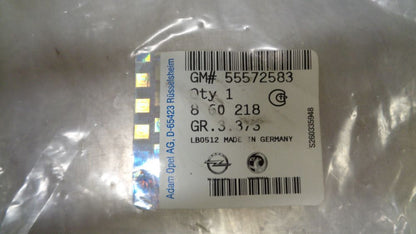 GM# 55572583
Qty 1
8 60 218
GR.3.373
LB0512 MADE IN GERMANY
Adam Opel AG, D-65423 Rüsselsheim
S260335948